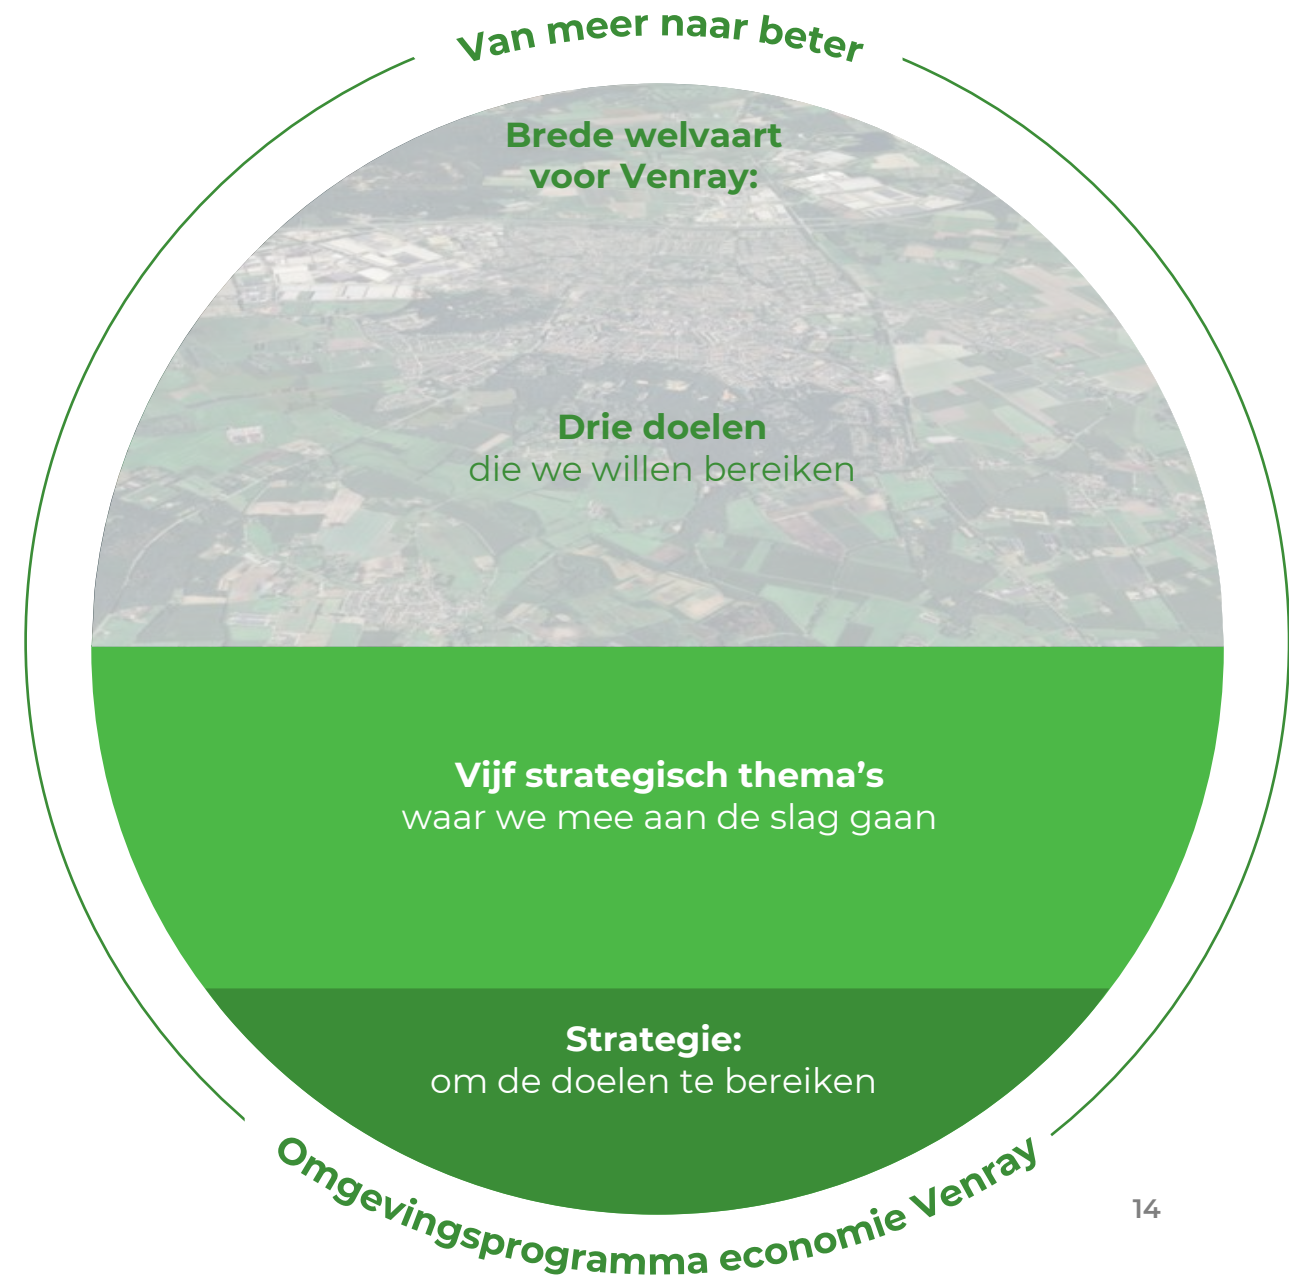 Van meer naar beter
Brede welvaart
voor Venray:
Drie doelen
die we willen bereiken
Vijf strategisch thema’s
waar we mee aan de slag gaan
Strategie:
om de doelen te bereiken
Omgevingsprogramma economie Venray
14